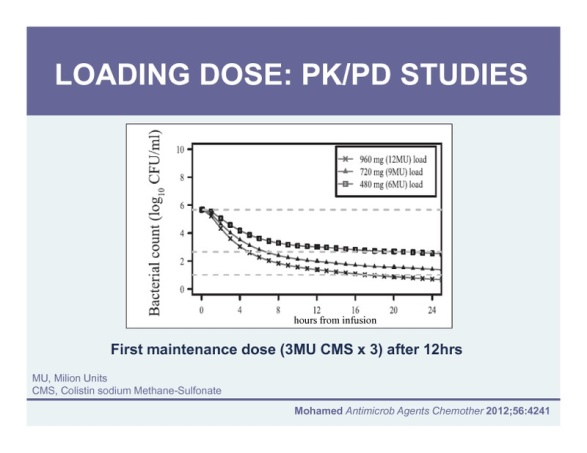 LOADING DOSE: PK/PD STUDIES
Bacterial count (log10 CFU/ml)
10
8
6
4
2
0
960 mg (12MU) load
720 mg (9MU) load
480 mg (6MU) load
0 4 8 12 16 20 24
hours from infusion
First maintenance dose (3MU CMS x 3) after 12hrs
MU, Milion Units
CMS, Colistin sodium Methane-Sulfonate
Mohamed Antimicrob Agents Chemother 2012;56:4241